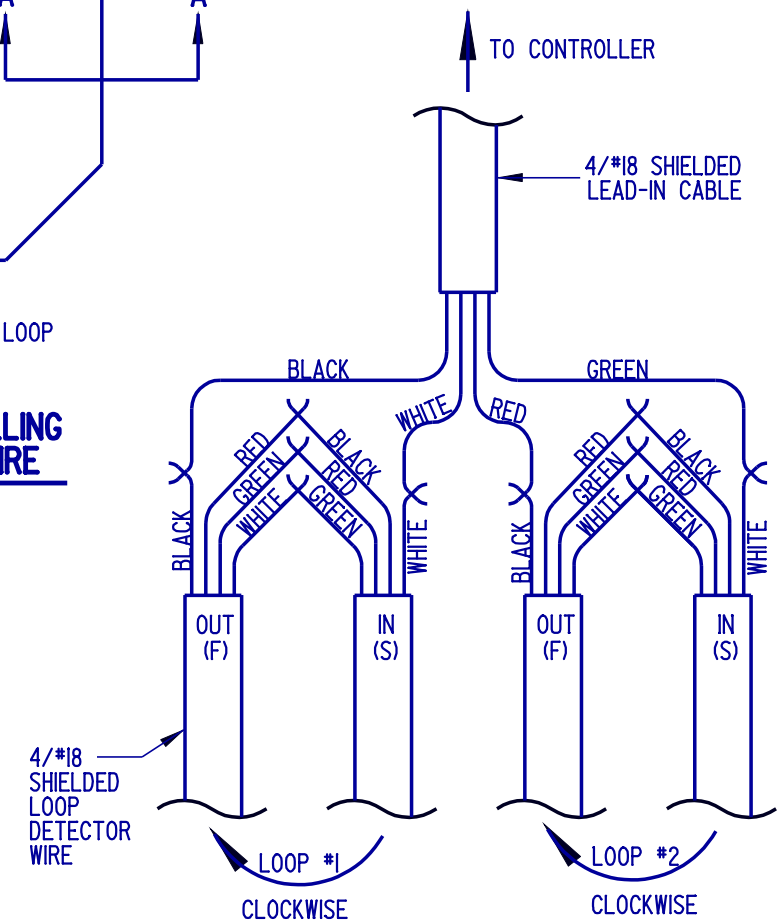 TO CONTROLLER
4/#18 SHIELDED
LEAD-IN CABLE
LOOP
BLACK
GREEN
WHITE
RED
RED
GREEN
WHITE
BLACK
RED
GREEN
BLACK
WHITE
RED
GREEN
WHITE
BLACK
RED
GREEN
BLACK
WHITE
OUT
(F)
IN
(S)
OUT
(F)
IN
(S)
4/#18
SHIELDED
LOOP
DETECTOR
WIRE
LOOP #1
CLOCKWISE
LOOP #2
CLOCKWISE